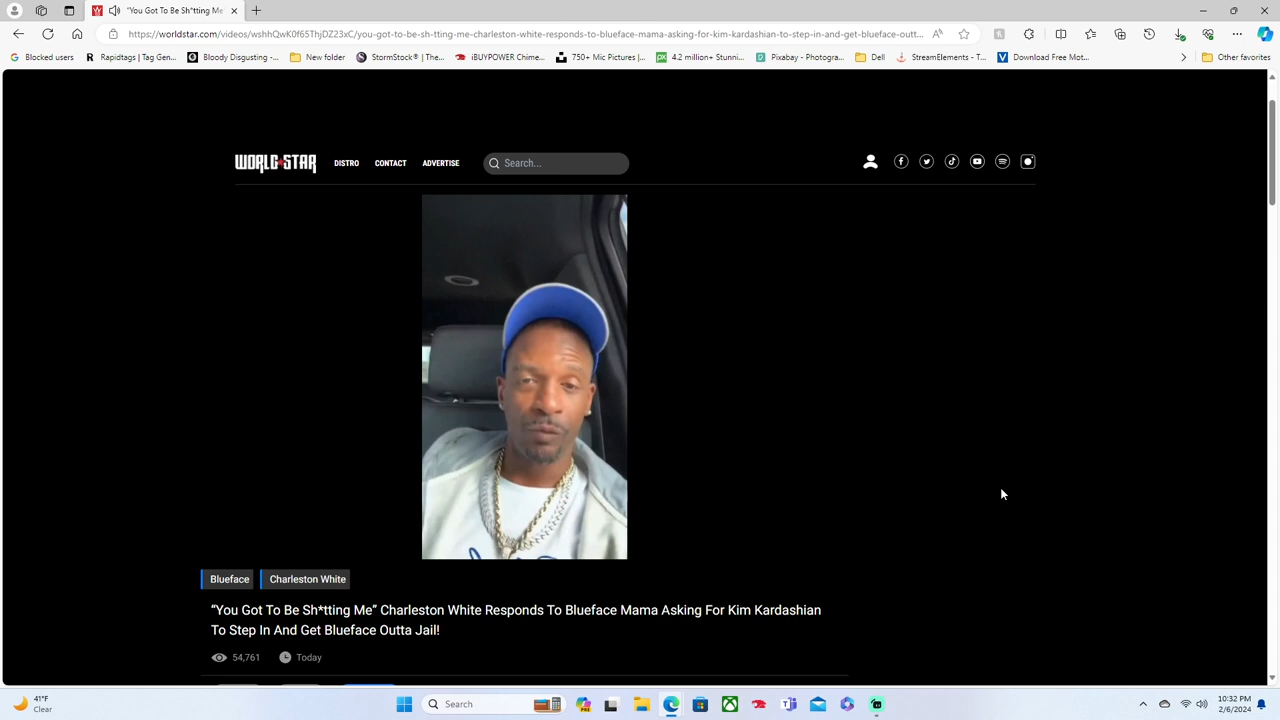 "You Got To Be Sh*tting Me
https://worldstar.com/videos/wshhQwK0f65ThjDZ23xC/you-got-to-be-sh-tting-me-charleston-white-responds-to-blueface-mama-asking-for-kim-kardashian-to-step-in-and-get-blueface-outt...
Blocked users
Rapidtags | Tag Gen...
Bloody Disgusting -...
New folder
StormStock® | The...
iBUYPOWER Chime...
750+ Mic Pictures |...
4.2 million+ Stunni...
Pixabay - Photogra...
Dell
StreamElements - T...
Download Free Mot...
Other favorites
WORLD STAR
DISTRO
CONTACT
ADVERTISE
Search...
Blueface
Charleston White
“You Got To Be Sh*tting Me” Charleston White Responds To Blueface Mama Asking For Kim Kardashian
To Step In And Get Blueface Outta Jail!
54,761
Today
41°F
Clear
Search
10:32 PM
2/6/2024